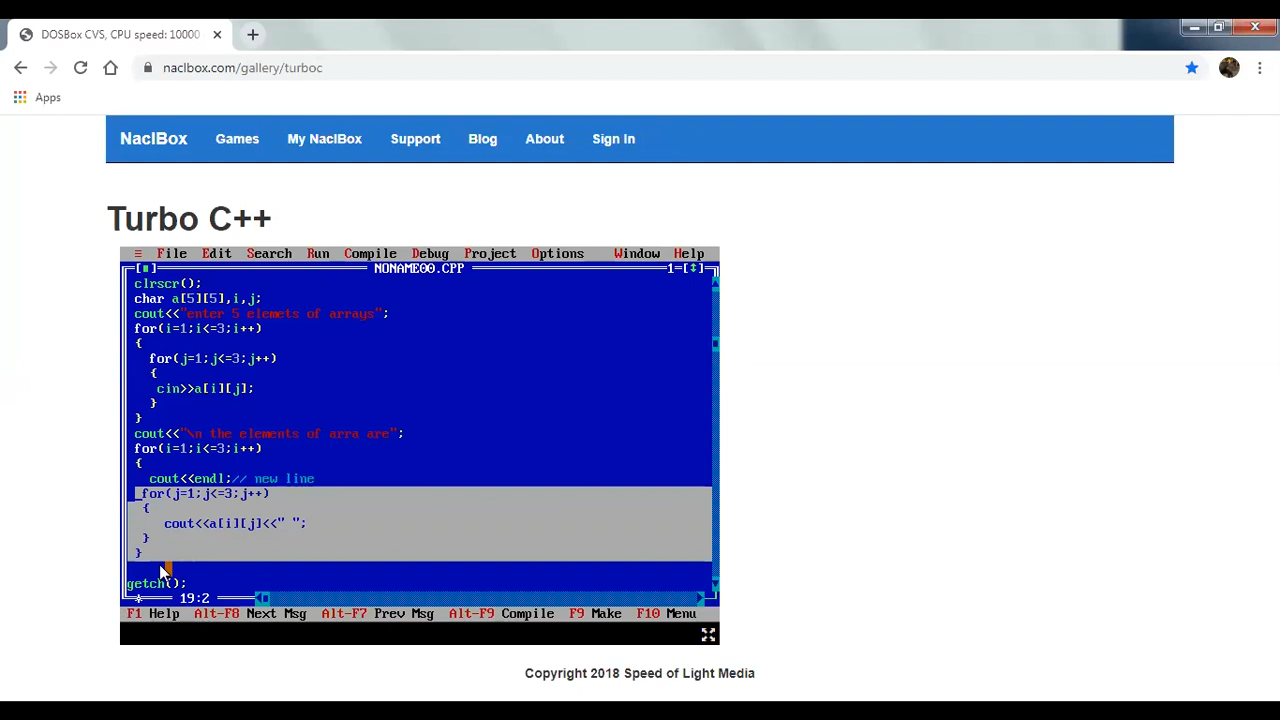 DOSBox CVS, CPU speed: 10000
naclbox.com/gallery/turboc
Apps
NaclBox Games My NaclBox Support Blog About Sign In
Turbo C++
≡ File Edit Search Run Compile Debug Project Options Window Help
[■] NONAME00.CPP 1=[↕]
clrscr();
char a[5][5],i,j;
cout<<"enter 5 elemets of arrays";
for(i=1;i<=3;i++)
{
for(j=1;j<=3;j++)
{
cin>>a[i][j];
}
}
cout<<"\n the elements of arra are";
for(i=1;i<=3;i++)
{
cout<<endl;// new line
for(j=1;j<=3;j++)
{
cout<<a[i][j]<<" ";
}
}
getch();
19:2
F1 Help Alt-F8 Next Msg Alt-F7 Prev Msg Alt-F9 Compile F9 Make F10 Menu
Copyright 2018 Speed of Light Media